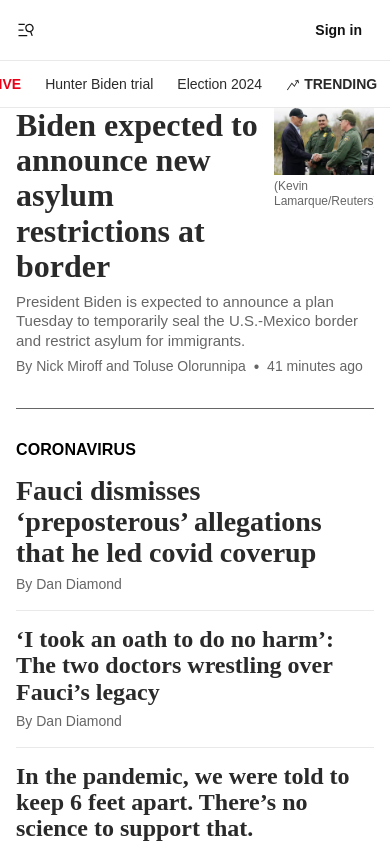 Sign in
IVE Hunter Biden trial Election 2024 TRENDING
Biden expected to
announce new
asylum
restrictions at
border
(Kevin
Lamarque/Reuters
President Biden is expected to announce a plan
Tuesday to temporarily seal the U.S.-Mexico border
and restrict asylum for immigrants.
By Nick Miroff and Toluse Olorunnipa • 41 minutes ago
CORONAVIRUS
Fauci dismisses
‘preposterous’ allegations
that he led covid coverup
By Dan Diamond
‘I took an oath to do no harm’:
The two doctors wrestling over
Fauci’s legacy
By Dan Diamond
In the pandemic, we were told to
keep 6 feet apart. There’s no
science to support that.